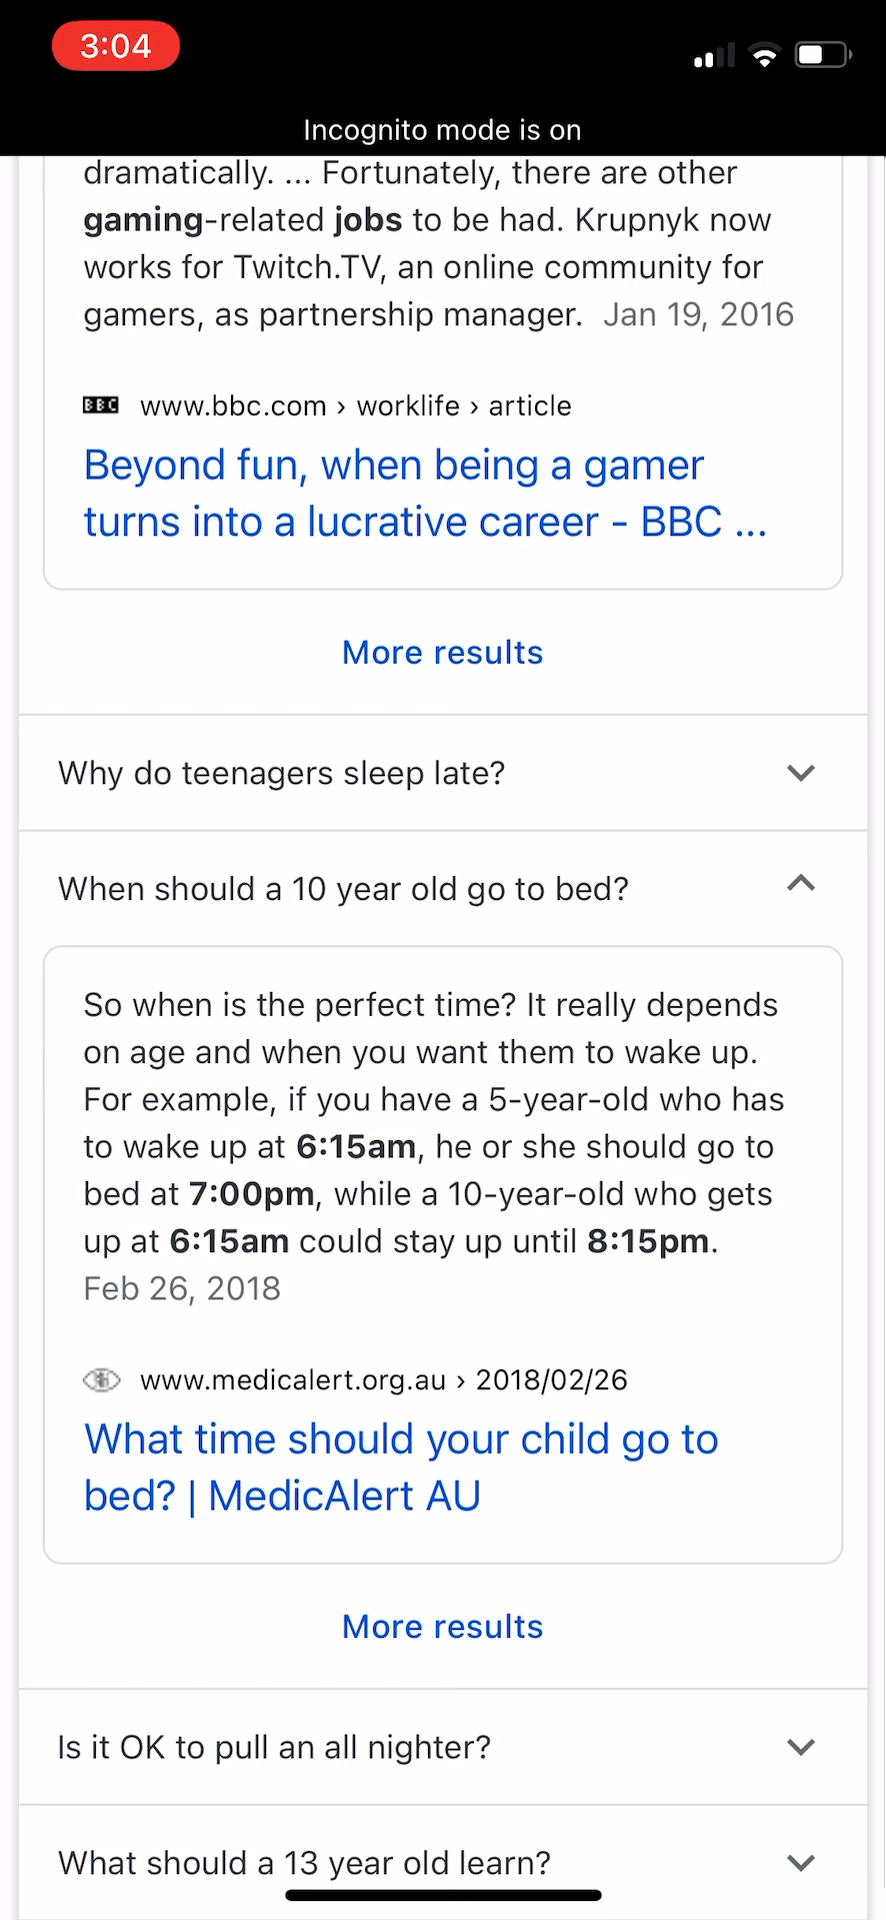 3:04
Incognito mode is on
dramatically. ... Fortunately, there are other
gaming-related jobs to be had. Krupnyk now
works for Twitch.TV, an online community for
gamers, as partnership manager. Jan 19, 2016
BBC www.bbc.com › worklife › article
Beyond fun, when being a gamer
turns into a lucrative career - BBC ...
More results
Why do teenagers sleep late?
When should a 10 year old go to bed?
So when is the perfect time? It really depends
on age and when you want them to wake up.
For example, if you have a 5-year-old who has
to wake up at 6:15am, he or she should go to
bed at 7:00pm, while a 10-year-old who gets
up at 6:15am could stay up until 8:15pm.
Feb 26, 2018
www.medicalert.org.au › 2018/02/26
What time should your child go to
bed? | MedicAlert AU
More results
Is it OK to pull an all nighter?
What should a 13 year old learn?